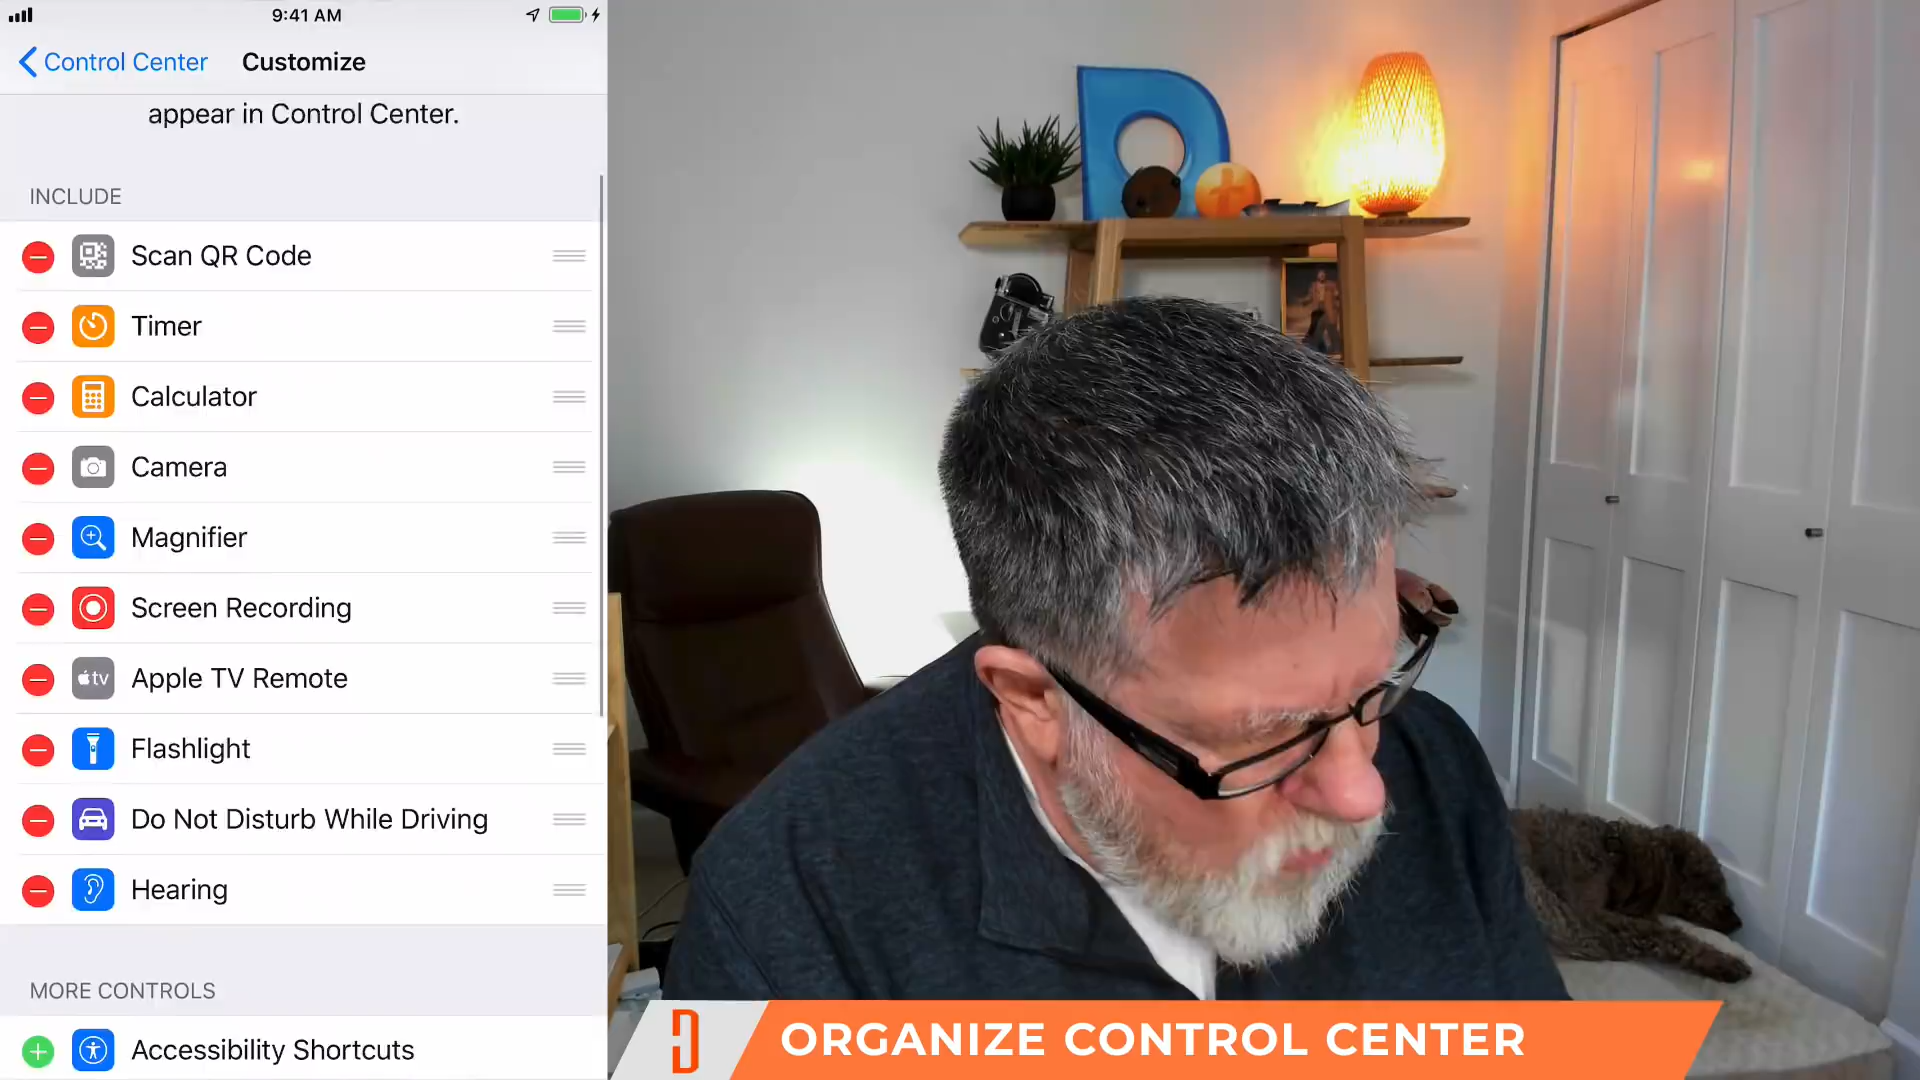 9:41 AM
Control Center
Customize
appear in Control Center.
INCLUDE
Scan QR Code
Timer
Calculator
Camera
Magnifier
Screen Recording
tv
Apple TV Remote
Flashlight
Do Not Disturb While Driving
Hearing
MORE CONTROLS
Accessibility Shortcuts
D
ORGANIZE CONTROL CENTER